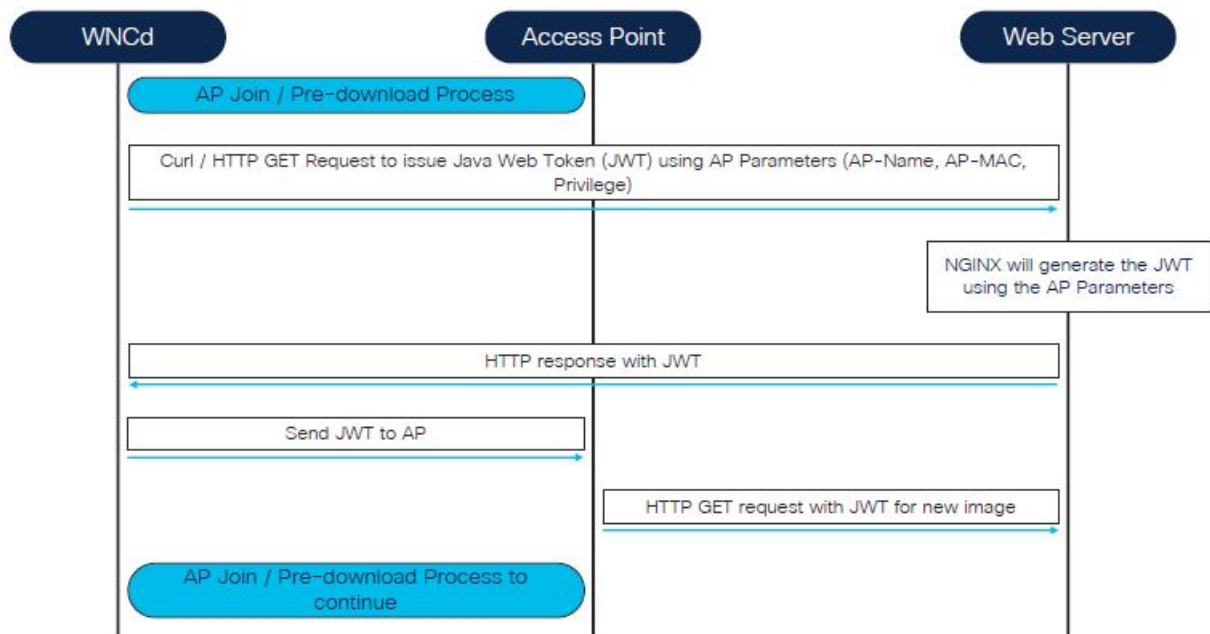 WNCd
Access Point
Web Server
AP Join / Pre-download Process
Curl / HTTP GET Request to issue Java Web Token (JWT) using AP Parameters (AP-Name, AP-MAC,
Privilege)
NGINX will generate the JWT
using the AP Parameters
HTTP response with JWT
Send JWT to AP
HTTP GET request with JWT for new image
AP Join / Pre-download Process to
continue